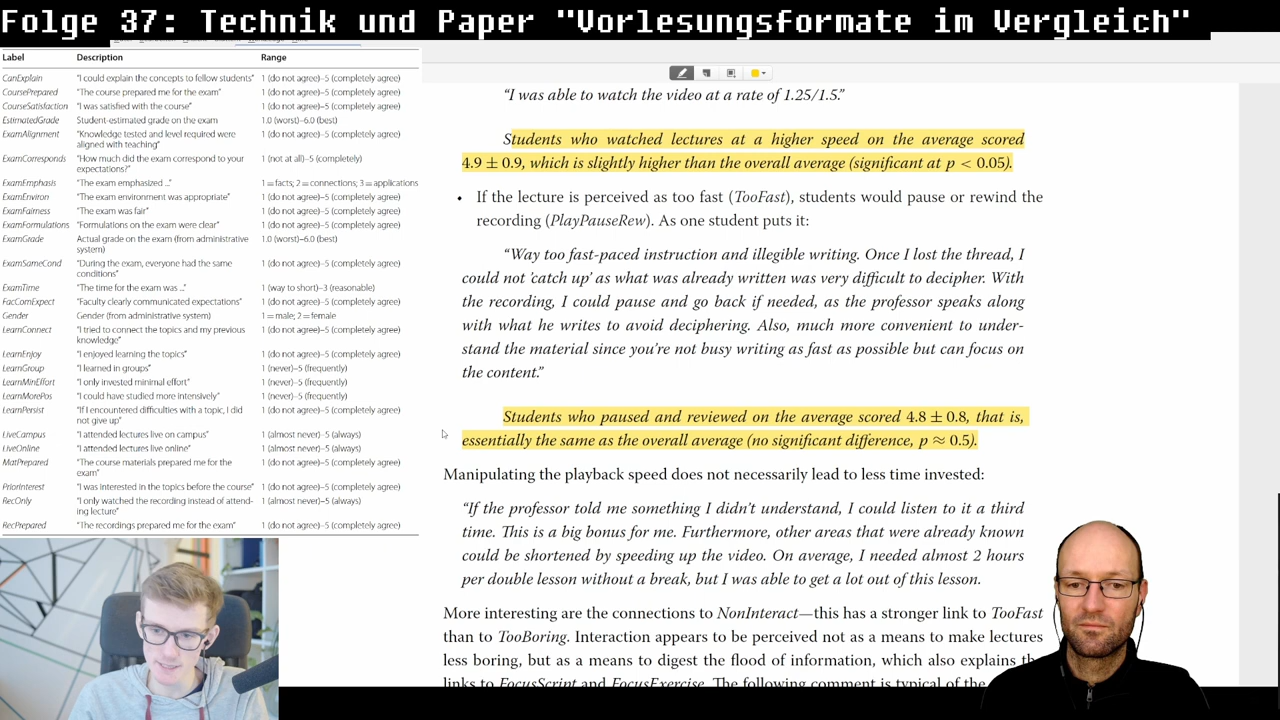 Folge 37: Technik und Paper "Vorlesungsformate im Vergleich"
Label Description Range
CanExplain "I could explain the concepts to fellow students" 1 (do not agree)–5 (completely agree)
CoursePrepared "The course prepared me for the exam" 1 (do not agree)–5 (completely agree)
CourseSatisfaction "I was satisfied with the course" 1 (do not agree)–5 (completely agree)
EstimatedGrade Student-estimated grade on the exam 1.0 (worst)–6.0 (best)
ExamAlignment "Knowledge tested and level required were 1 (do not agree)–5 (completely agree)
aligned with teaching"
ExamCorresponds "How much did the exam correspond to your 1 (not at all)–5 (completely)
expectations?"
ExamEmphasis "The exam emphasized ..." 1 = facts; 2 = connections; 3 = applications
ExamEnviron "The exam environment was appropriate" 1 (do not agree)–5 (completely agree)
ExamFairness "The exam was fair" 1 (do not agree)–5 (completely agree)
ExamFormulations "Formulations on the exam were clear" 1 (do not agree)–5 (completely agree)
ExamGrade Actual grade on the exam (from administrative 1.0 (worst)–6.0 (best)
system)
ExamSameCond "During the exam, everyone had the same 1 (do not agree)–5 (completely agree)
conditions"
ExamTime "The time for the exam was ..." 1 (way to short)–3 (reasonable)
FacComExpect "Faculty clearly communicated expectations" 1 (do not agree)–5 (completely agree)
Gender Gender (from administrative system) 1 = male; 2 = female
LearnConnect "I tried to connect the topics and my previous 1 (do not agree)–5 (completely agree)
knowledge"
LearnEnjoy "I enjoyed learning the topics" 1 (do not agree)–5 (completely agree)
LearnGroup "I learned in groups" 1 (never)–5 (frequently)
LearnMinEffort "I only invested minimal effort" 1 (never)–5 (frequently)
LearnMorePos "I could have studied more intensively" 1 (never)–5 (frequently)
LearnPersist "If I encountered difficulties with a topic, I did 1 (do not agree)–5 (completely agree)
not give up"
LiveCampus "I attended lectures live on campus" 1 (almost never)–5 (always)
LiveOnline "I attended lectures live online" 1 (almost never)–5 (always)
MatPrepared "The course materials prepared me for the 1 (do not agree)–5 (completely agree)
exam"
PriorInterest "I was interested in the topics before the course" 1 (do not agree)–5 (completely agree)
RecOnly "I only watched the recording instead of attend- 1 (almost never)–5 (always)
ing lecture"
RecPrepared "The recordings prepared me for the exam" 1 (do not agree)–5 (completely agree)
"I was able to watch the video at a rate of 1.25/1.5."
Students who watched lectures at a higher speed on the average scored
4.9 ± 0.9, which is slightly higher than the overall average (significant at p < 0.05).
• If the lecture is perceived as too fast (TooFast), students would pause or rewind the
recording (PlayPauseRew). As one student puts it:
"Way too fast-paced instruction and illegible writing. Once I lost the thread, I
could not 'catch up' as what was already written was very difficult to decipher. With
the recording, I could pause and go back if needed, as the professor speaks along
with what he writes to avoid deciphering. Also, much more convenient to under-
stand the material since you're not busy writing as fast as possible but can focus on
the content."
Students who paused and reviewed on the average scored 4.8 ± 0.8, that is,
essentially the same as the overall average (no significant difference, p ≈ 0.5).
Manipulating the playback speed does not necessarily lead to less time invested:
"If the professor told me something I didn't understand, I could listen to it a third
time. This is a big bonus for me. Furthermore, other areas that were already known
could be shortened by speeding up the video. On average, I needed almost 2 hours
per double lesson without a break, but I was able to get a lot out of this lesson.
More interesting are the connections to NonInteract—this has a stronger link to TooFast
than to TooBoring. Interaction appears to be perceived not as a means to make lectures
less boring, but as a means to digest the flood of information, which also explains
links to FocusScript and FocusExercise. The following comment is typical of the